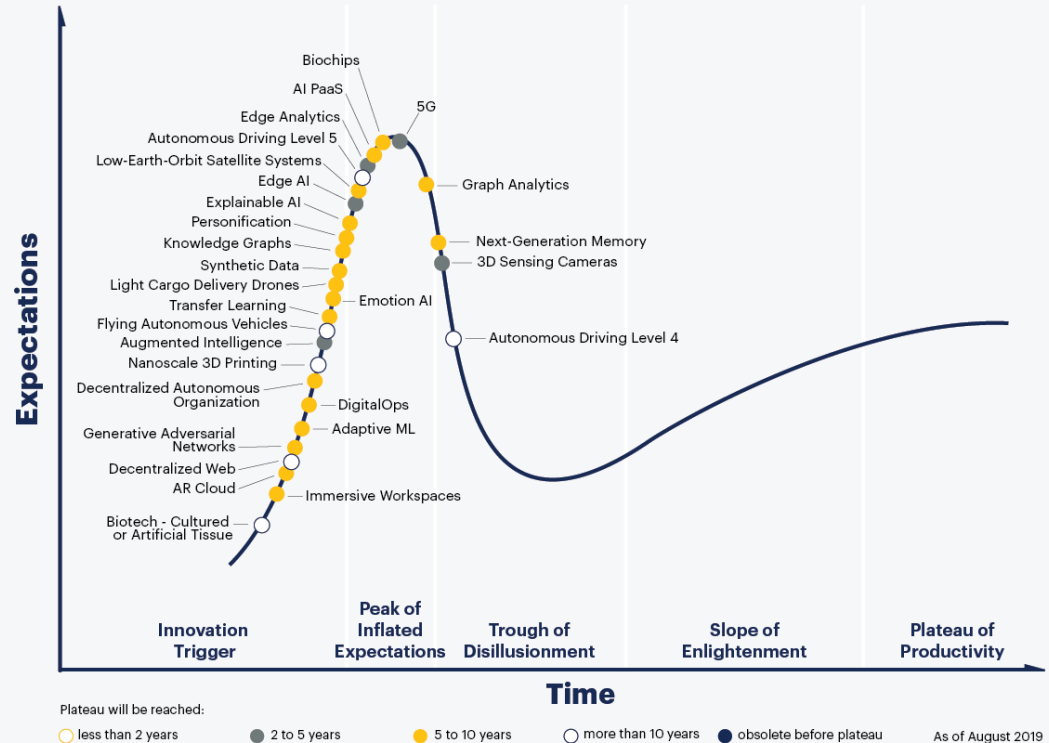 Biochips
AI PaaS
5G
Edge Analytics
Autonomous Driving Level 5
Low-Earth-Orbit Satellite Systems
Edge AI
Graph Analytics
Explainable AI
Personification
Knowledge Graphs
Next-Generation Memory
3D Sensing Cameras
Synthetic Data
Light Cargo Delivery Drones
Emotion AI
Transfer Learning
Flying Autonomous Vehicles
Augmented Intelligence
Autonomous Driving Level 4
Nanoscale 3D Printing
Decentralized Autonomous
Organization
DigitalOps
Adaptive ML
Generative Adversarial
Networks
Decentralized Web
AR Cloud
Immersive Workspaces
Biotech - Cultured
or Artificial Tissue
Expectations
Innovation
Trigger
Peak of
Inflated
Expectations
Trough of
Disillusionment
Slope of
Enlightenment
Plateau of
Productivity
Time
Plateau will be reached:
less than 2 years
2 to 5 years
5 to 10 years
more than 10 years
obsolete before plateau
As of August 2019